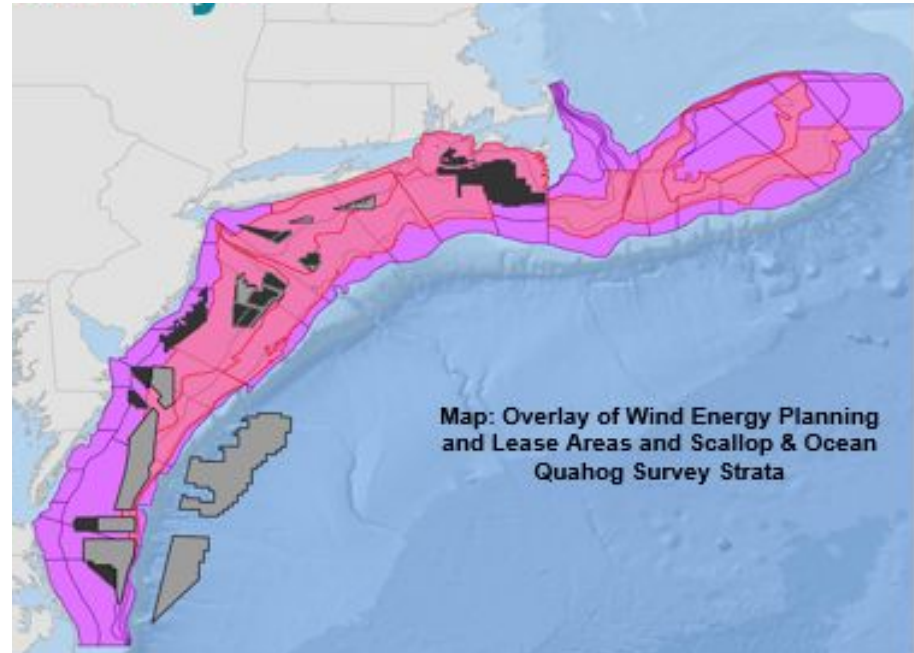 Map: Overlay of Wind Energy Planning
and Lease Areas and Scallop & Ocean
Quahog Survey Strata